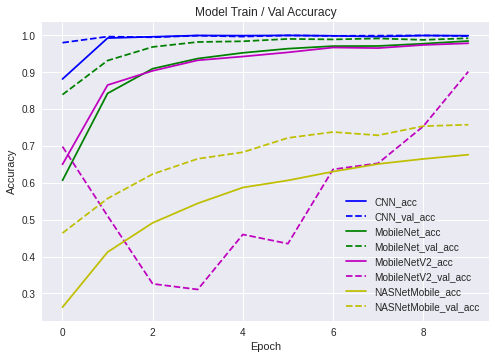 Model Train / Val Accuracy
Accuracy
1.0
0.9
0.8
0.7
0.6
0.5
0.4
0.3
0
2
4
6
8
Epoch
CNN_acc
CNN_val_acc
MobileNet_acc
MobileNet_val_acc
MobileNetV2_acc
MobileNetV2_val_acc
NASNetMobile_acc
NASNetMobile_val_acc